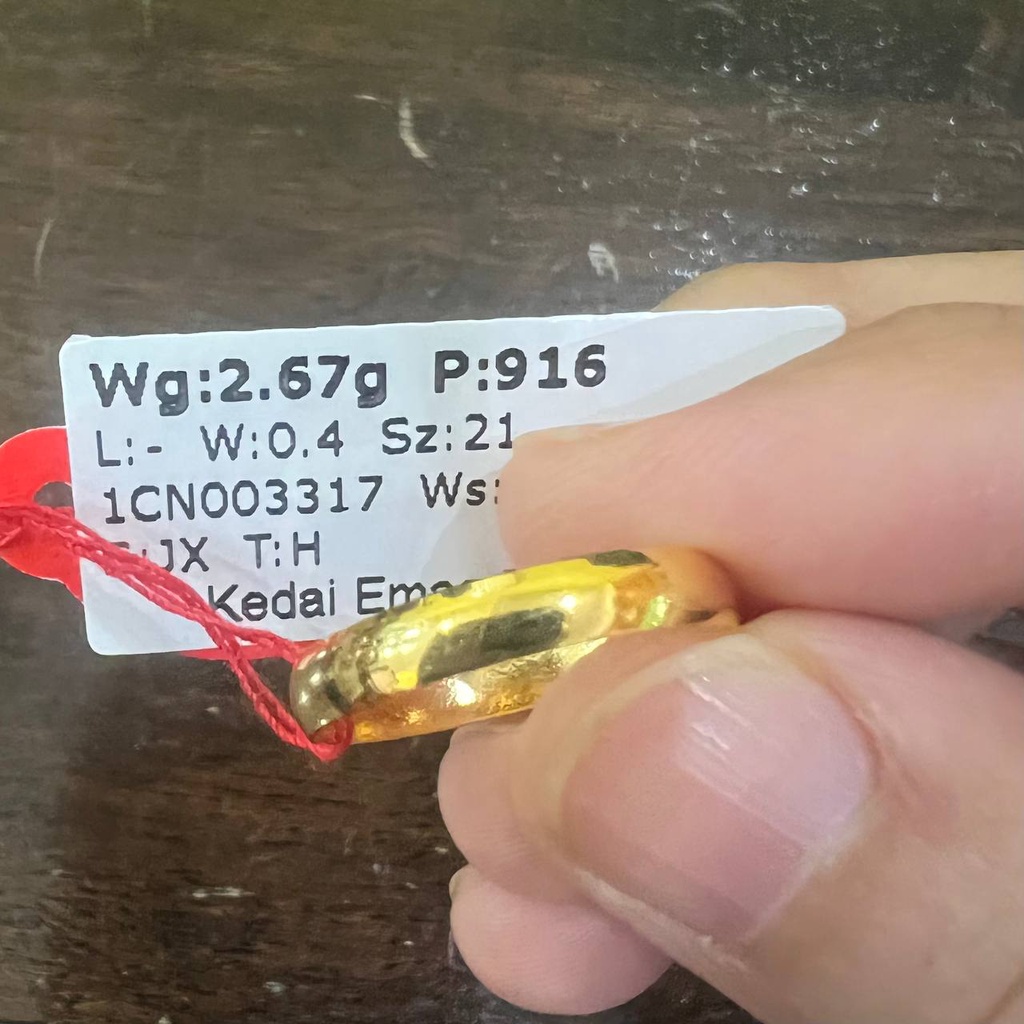 Wg:2.67g P:916
L:- W:0.4 Sz:21
1CN003317 Ws:
:JX T:H
Kedai